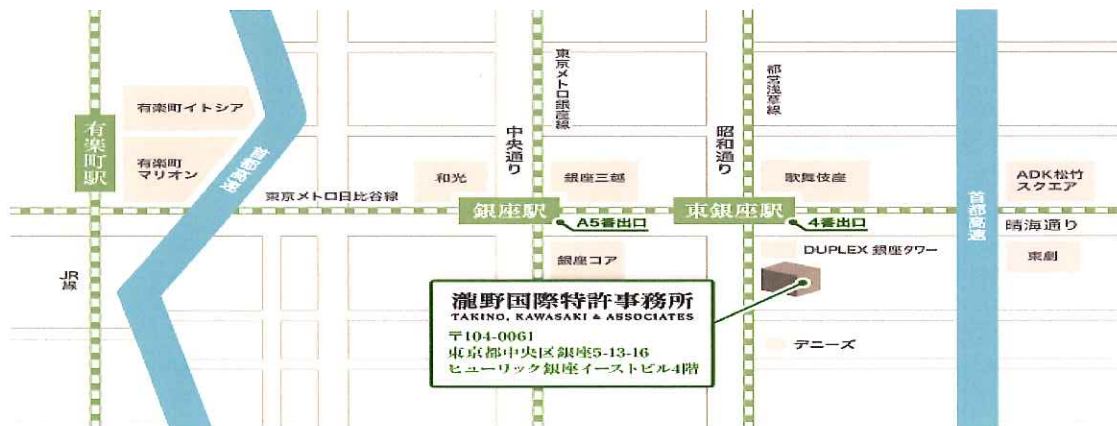 東京メトロ銀座線
都営浅草線
有楽町イトシア
有楽町駅
中央通り
昭和通り
首都高速
有楽町
マリオン
和光
銀座三越
歌舞伎座
ADK松竹
スクエア
東京メトロ日比谷線
銀座駅
A5番出口
東銀座駅
4番出口
首都高速
晴海通り
JR線
銀座コア
DUPLEX 銀座タワー
東劇
瀧野国際特許事務所
TAKINO, KAWASAKI & ASSOCIATES
〒104-0061
東京都中央区銀座5-13-16
ヒューリック銀座イーストビル4階
デニーズ